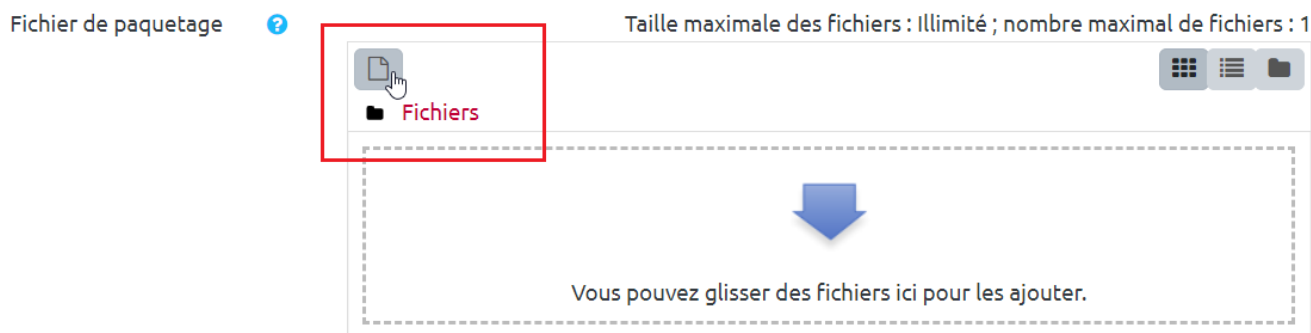 Fichier de paquetage
Taille maximale des fichiers : Illimité ; nombre maximal de fichiers : 1
Fichiers
Vous pouvez glisser des fichiers ici pour les ajouter.